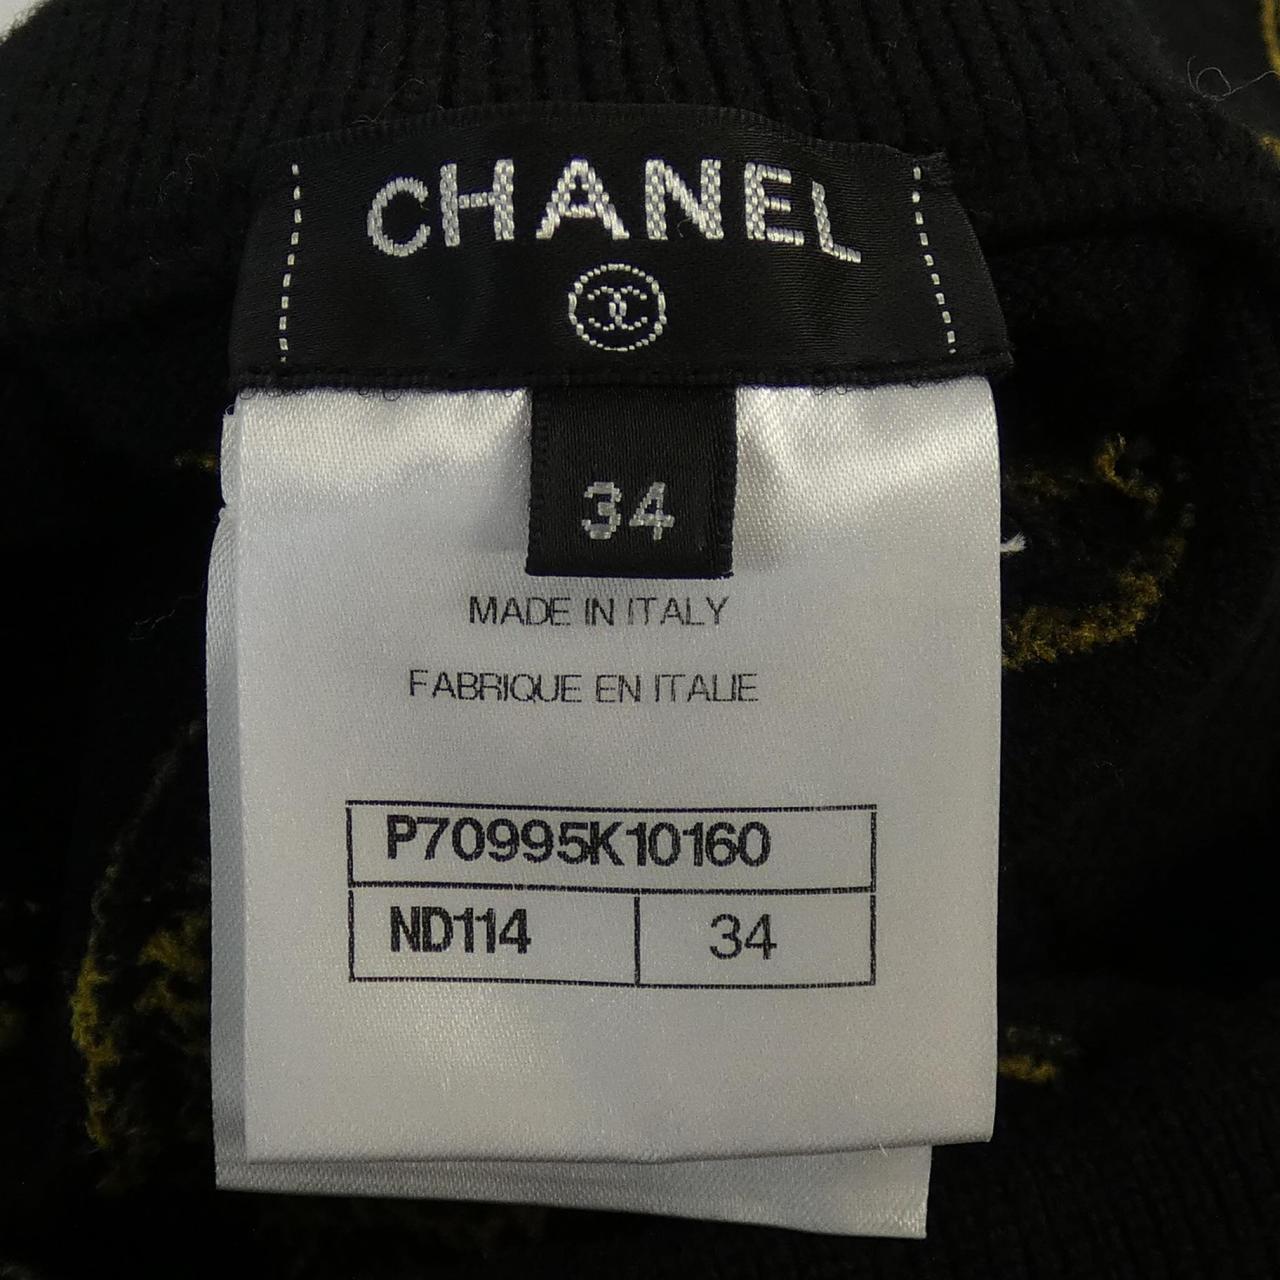 CHANEL
34
MADE IN ITALY
FABRIQUE EN ITALIE
P70995K10160
ND114 34